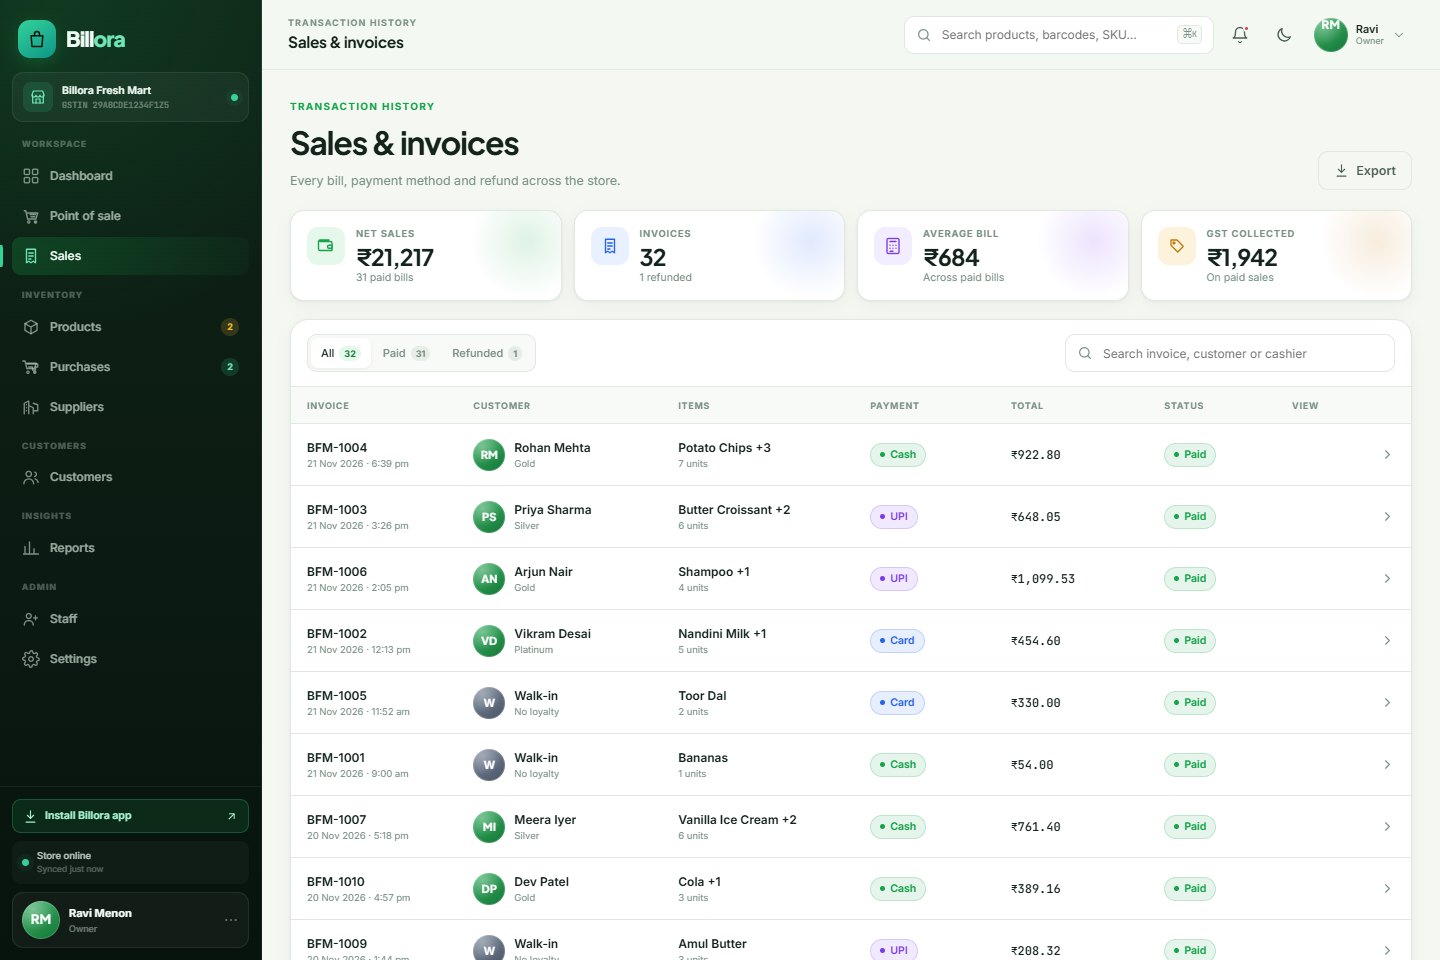 Billora
Billora Fresh Mart
GSTIN 29ABCDE1234F1Z5
WORKSPACE
Dashboard
Point of sale
Sales
INVENTORY
Products 2
Purchases 2
Suppliers
CUSTOMERS
Customers
INSIGHTS
Reports
ADMIN
Staff
Settings
Install Billora app
Store online
Synced just now
RM Ravi Menon
Owner
TRANSACTION HISTORY
Sales & invoices
Search products, barcodes, SKU...
⌘K
RM
Ravi
Owner
TRANSACTION HISTORY
Sales & invoices
Every bill, payment method and refund across the store.
Export
NET SALES
₹21,217
31 paid bills
INVOICES
32
1 refunded
AVERAGE BILL
₹684
Across paid bills
GST COLLECTED
₹1,942
On paid sales
All 32 Paid 31 Refunded 1
Search invoice, customer or cashier
INVOICE CUSTOMER ITEMS PAYMENT TOTAL STATUS VIEW
BFM-1004 RM Rohan Mehta Potato Chips +3 Cash ₹922.80 Paid
21 Nov 2026 · 6:39 pm Gold 7 units
BFM-1003 PS Priya Sharma Butter Croissant +2 UPI ₹648.05 Paid
21 Nov 2026 · 3:26 pm Silver 6 units
BFM-1006 AN Arjun Nair Shampoo +1 UPI ₹1,099.53 Paid
21 Nov 2026 · 2:05 pm Gold 4 units
BFM-1002 VD Vikram Desai Nandini Milk +1 Card ₹454.60 Paid
21 Nov 2026 · 12:13 pm Platinum 5 units
BFM-1005 W Walk-in Toor Dal Card ₹330.00 Paid
21 Nov 2026 · 11:52 am No loyalty 2 units
BFM-1001 W Walk-in Bananas Cash ₹54.00 Paid
21 Nov 2026 · 9:00 am No loyalty 1 units
BFM-1007 MI Meera Iyer Vanilla Ice Cream +2 Cash ₹761.40 Paid
20 Nov 2026 · 5:18 pm Silver 6 units
BFM-1010 DP Dev Patel Cola +1 Cash ₹389.16 Paid
20 Nov 2026 · 4:57 pm Gold 3 units
BFM-1009 W Walk-in Amul Butter UPI ₹208.32 Paid
20 Nov 2026 · 1:44 pm No loyalty 3 units